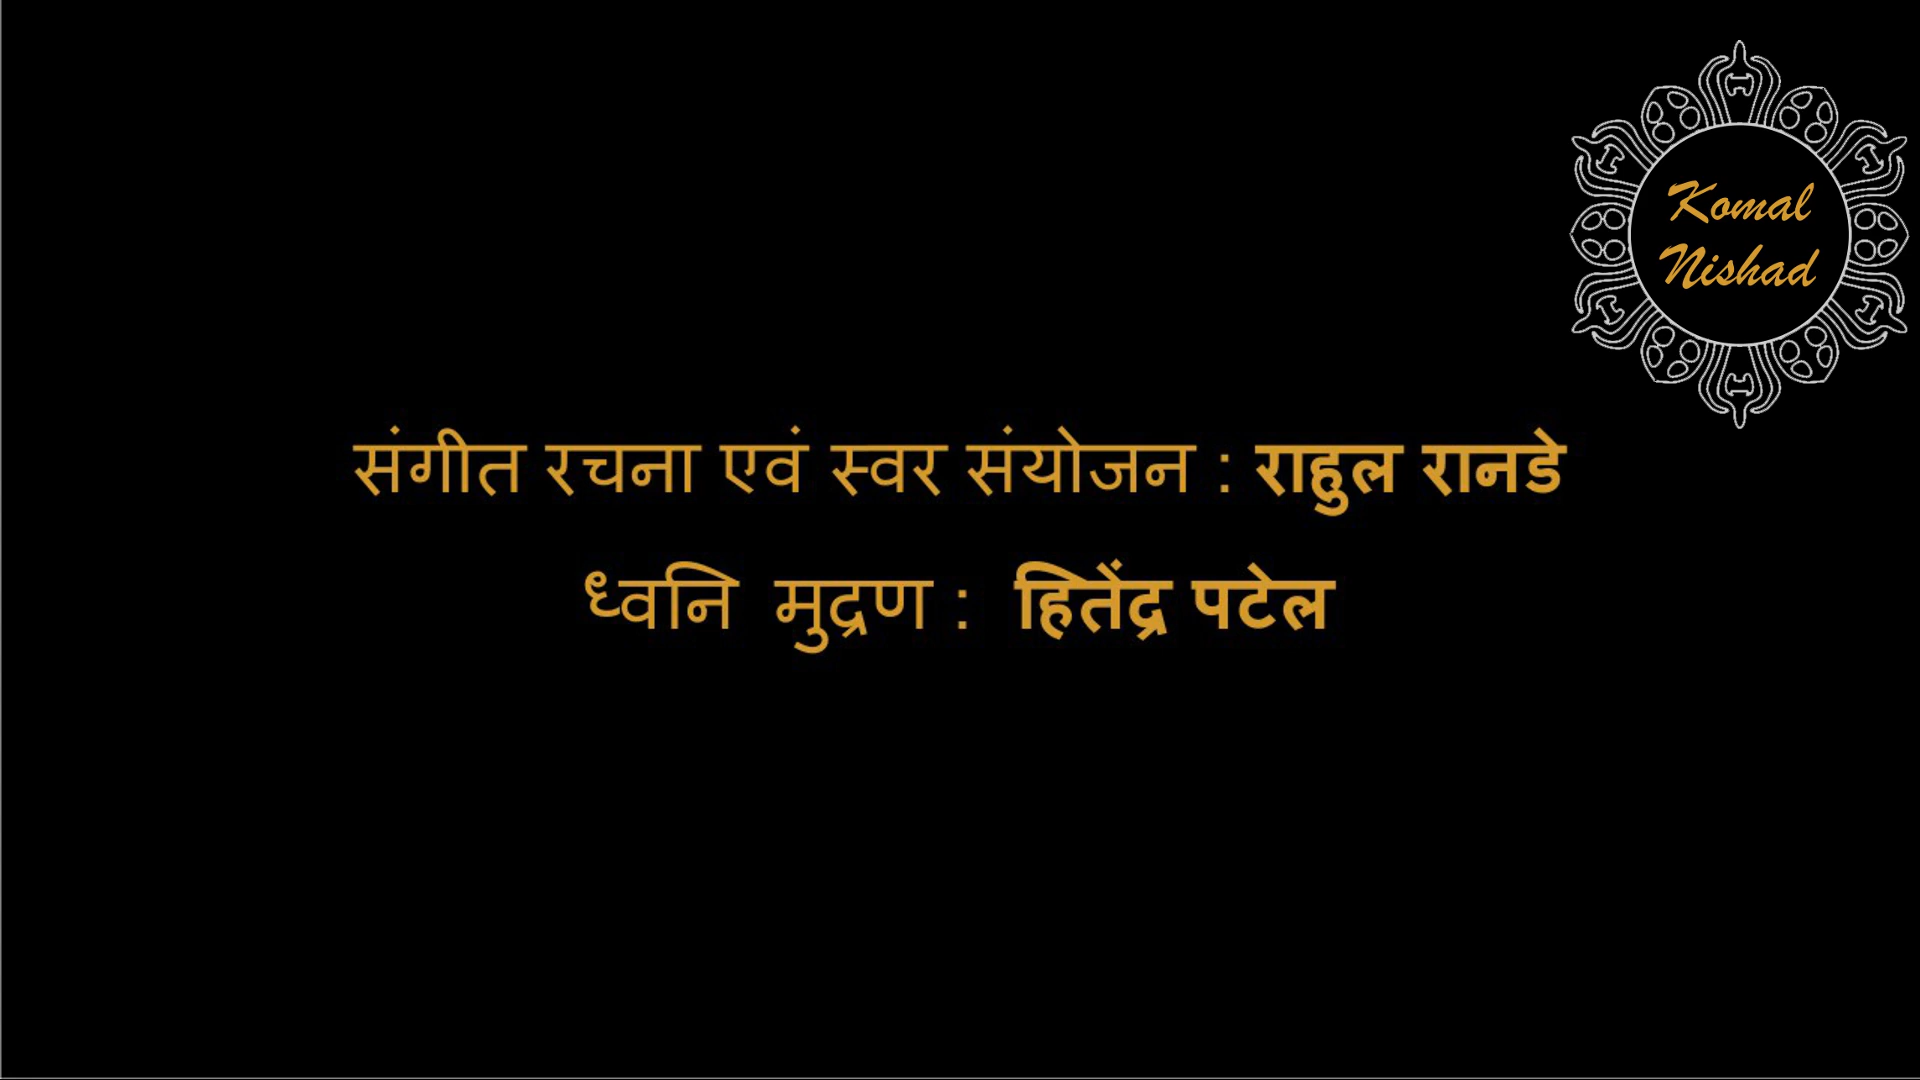 Komal
Nishad
संगीत रचना एवं स्वर संयोजन : राहुल रानडे
ध्वनि मुद्रण : हितेंद्र पटेल